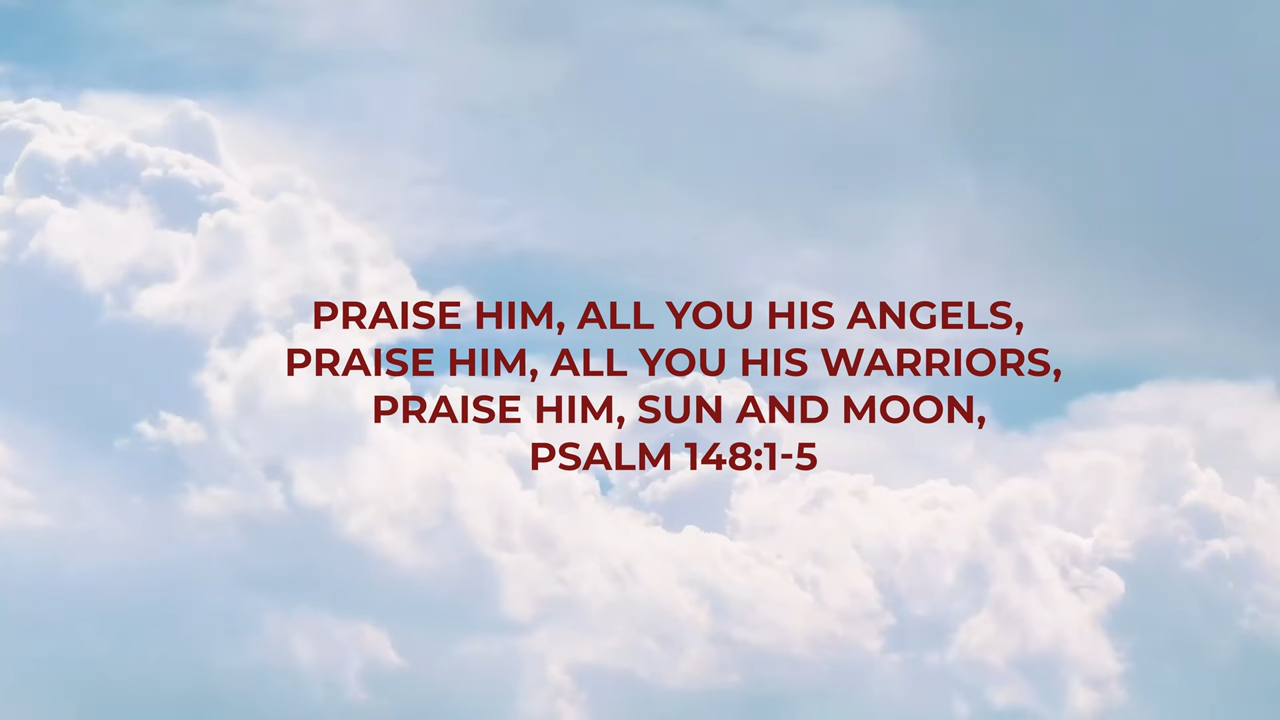 PRAISE HIM, ALL YOU HIS ANGELS,
PRAISE HIM, ALL YOU HIS WARRIORS,
PRAISE HIM, SUN AND MOON,
PSALM 148:1-5